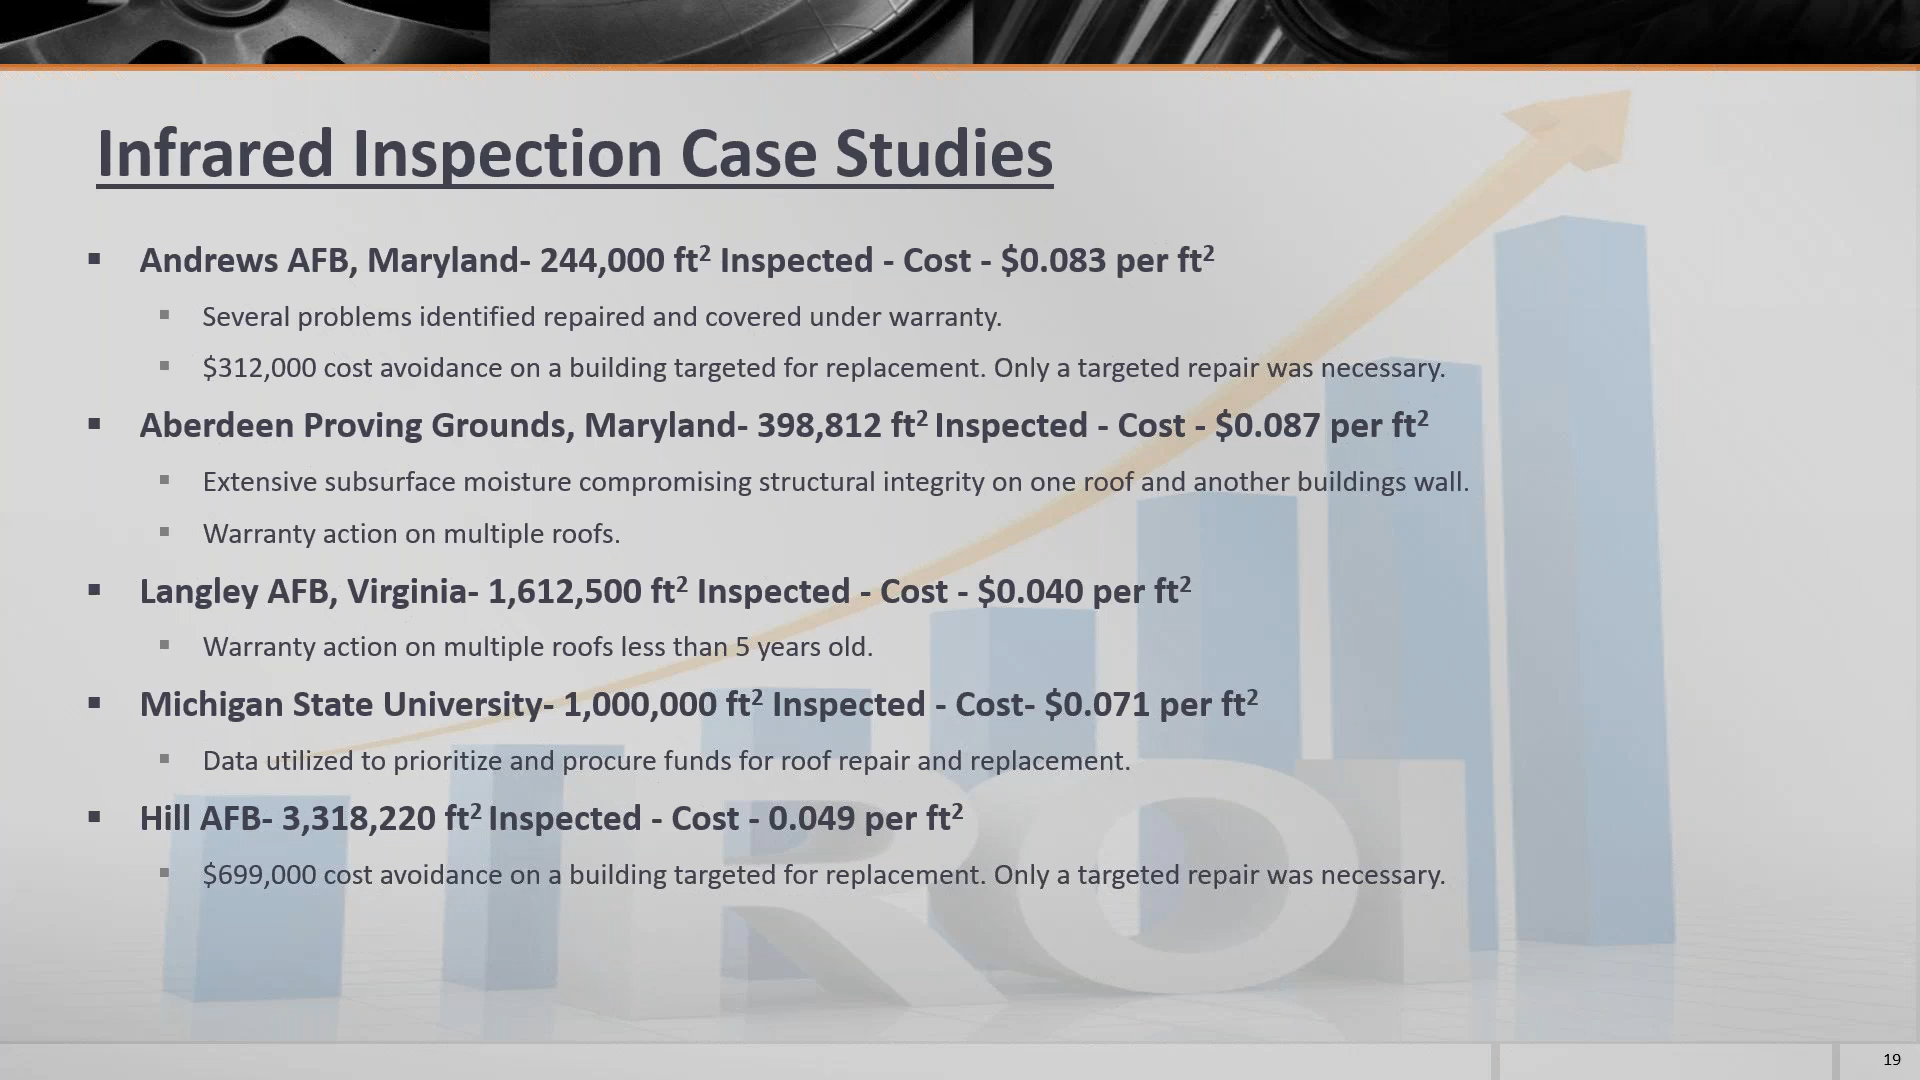 Infrared Inspection Case Studies
▪ Andrews AFB, Maryland- 244,000 ft² Inspected - Cost - $0.083 per ft²
▪ Several problems identified repaired and covered under warranty.
▪ $312,000 cost avoidance on a building targeted for replacement. Only a targeted repair was necessary.
▪ Aberdeen Proving Grounds, Maryland- 398,812 ft² Inspected - Cost - $0.087 per ft²
▪ Extensive subsurface moisture compromising structural integrity on one roof and another buildings wall.
▪ Warranty action on multiple roofs.
▪ Langley AFB, Virginia- 1,612,500 ft² Inspected - Cost - $0.040 per ft²
▪ Warranty action on multiple roofs less than 5 years old.
▪ Michigan State University- 1,000,000 ft² Inspected - Cost- $0.071 per ft²
▪ Data utilized to prioritize and procure funds for roof repair and replacement.
▪ Hill AFB- 3,318,220 ft² Inspected - Cost - 0.049 per ft²
▪ $699,000 cost avoidance on a building targeted for replacement. Only a targeted repair was necessary.
ROI
19